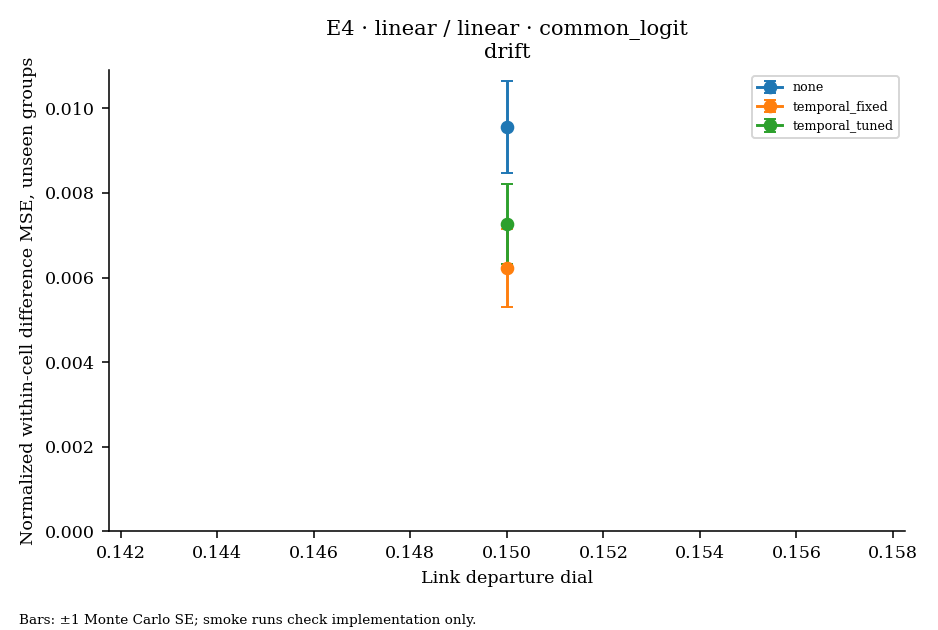 E4 · linear / linear · common_logit
drift
Normalized within-cell difference MSE, unseen groups
0.010
0.008
0.006
0.004
0.002
0.000
none
temporal_fixed
temporal_tuned
0.142 0.144 0.146 0.148 0.150 0.152 0.154 0.156 0.158
Link departure dial
Bars: ±1 Monte Carlo SE; smoke runs check implementation only.